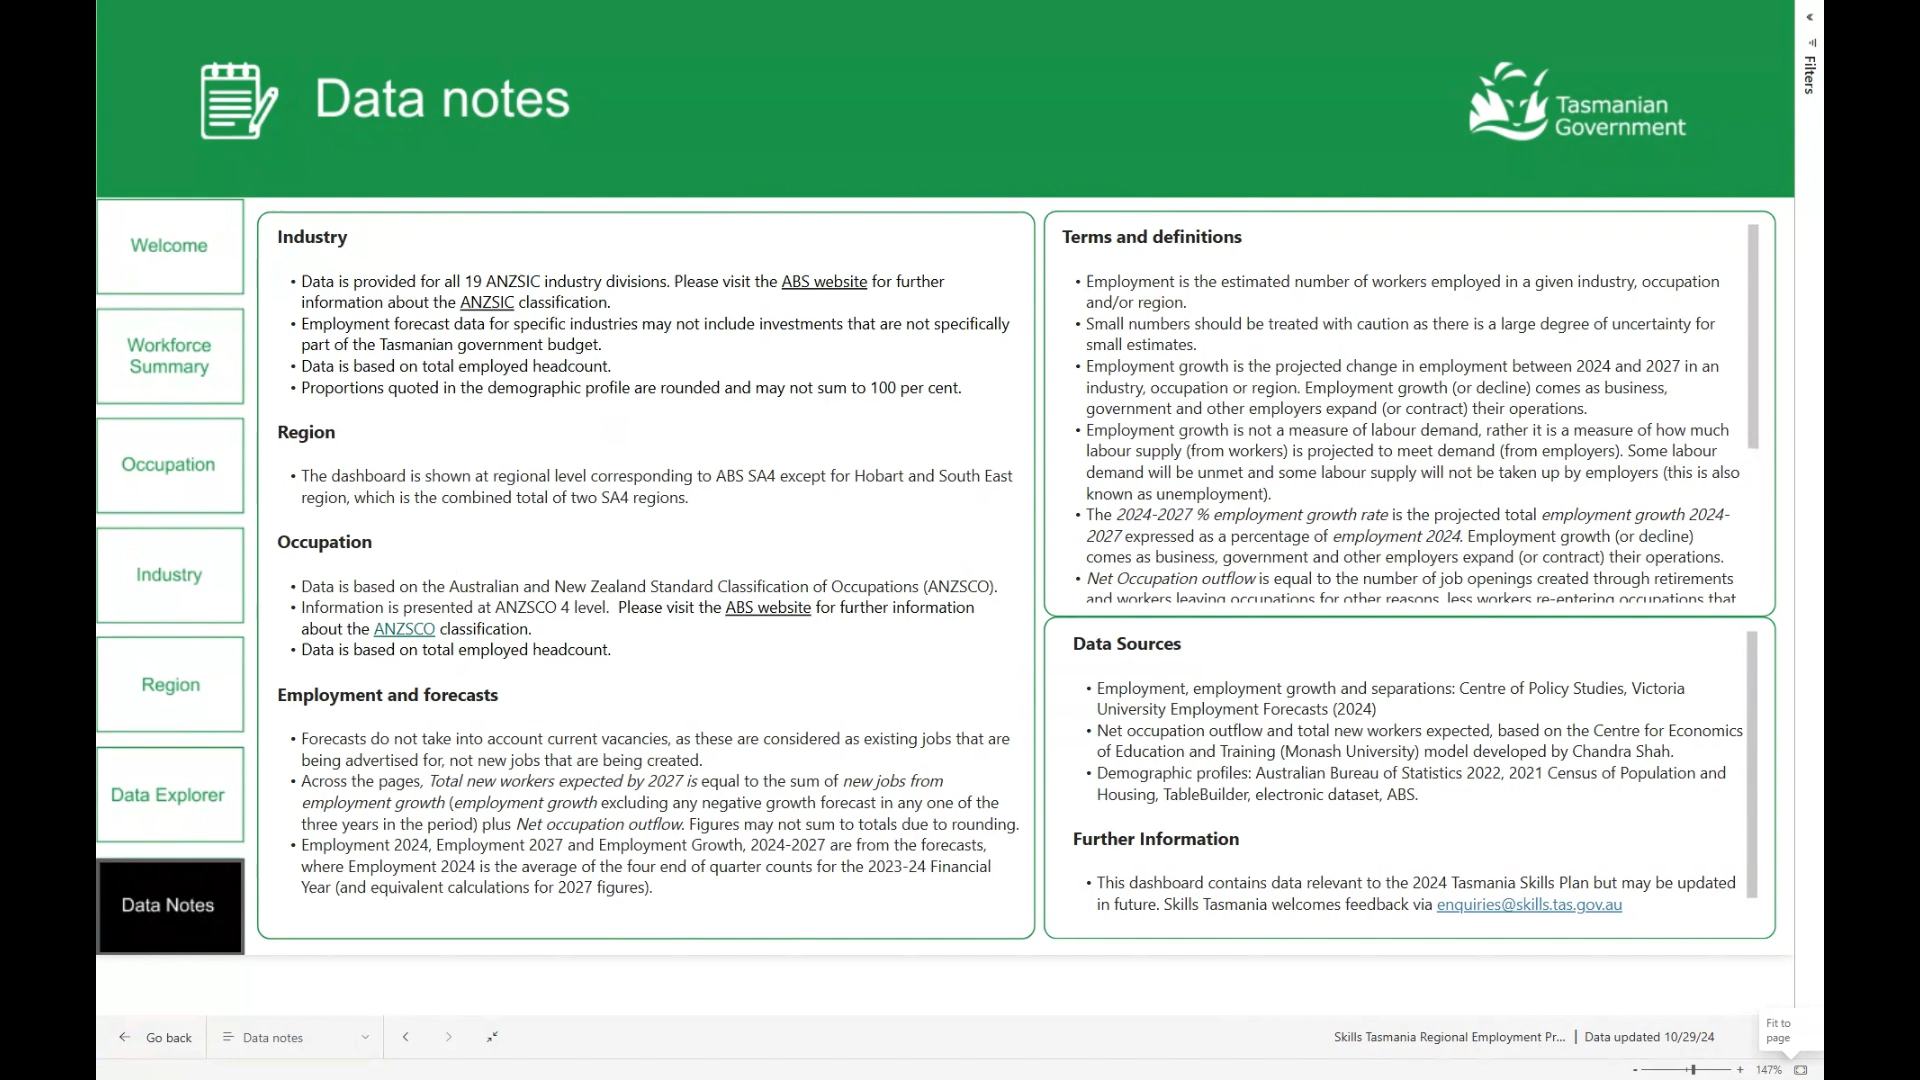 Data notes
Tasmanian
Government
Filters
Welcome
Workforce
Summary
Occupation
Industry
Region
Data Explorer
Data Notes
Industry
• Data is provided for all 19 ANZSIC industry divisions. Please visit the ABS website for further
information about the ANZSIC classification.
• Employment forecast data for specific industries may not include investments that are not specifically
part of the Tasmanian government budget.
• Data is based on total employed headcount.
• Proportions quoted in the demographic profile are rounded and may not sum to 100 per cent.
Region
• The dashboard is shown at regional level corresponding to ABS SA4 except for Hobart and South East
region, which is the combined total of two SA4 regions.
Occupation
• Data is based on the Australian and New Zealand Standard Classification of Occupations (ANZSCO).
• Information is presented at ANZSCO 4 level.  Please visit the ABS website for further information
about the ANZSCO classification.
• Data is based on total employed headcount.
Employment and forecasts
• Forecasts do not take into account current vacancies, as these are considered as existing jobs that are
being advertised for, not new jobs that are being created.
• Across the pages, Total new workers expected by 2027 is equal to the sum of new jobs from
employment growth (employment growth excluding any negative growth forecast in any one of the
three years in the period) plus Net occupation outflow. Figures may not sum to totals due to rounding.
• Employment 2024, Employment 2027 and Employment Growth, 2024-2027 are from the forecasts,
where Employment 2024 is the average of the four end of quarter counts for the 2023-24 Financial
Year (and equivalent calculations for 2027 figures).
Terms and definitions
• Employment is the estimated number of workers employed in a given industry, occupation
and/or region.
• Small numbers should be treated with caution as there is a large degree of uncertainty for
small estimates.
• Employment growth is the projected change in employment between 2024 and 2027 in an
industry, occupation or region. Employment growth (or decline) comes as business,
government and other employers expand (or contract) their operations.
• Employment growth is not a measure of labour demand, rather it is a measure of how much
labour supply (from workers) is projected to meet demand (from employers). Some labour
demand will be unmet and some labour supply will not be taken up by employers (this is also
known as unemployment).
• The 2024-2027 % employment growth rate is the projected total employment growth 2024-
2027 expressed as a percentage of employment 2024. Employment growth (or decline)
comes as business, government and other employers expand (or contract) their operations.
• Net Occupation outflow is equal to the number of job openings created through retirements
and workers leaving occupations for other reasons, less workers re-entering occupations that
Data Sources
• Employment, employment growth and separations: Centre of Policy Studies, Victoria
University Employment Forecasts (2024)
• Net occupation outflow and total new workers expected, based on the Centre for Economics
of Education and Training (Monash University) model developed by Chandra Shah.
• Demographic profiles: Australian Bureau of Statistics 2022, 2021 Census of Population and
Housing, TableBuilder, electronic dataset, ABS.
Further Information
• This dashboard contains data relevant to the 2024 Tasmania Skills Plan but may be updated
in future. Skills Tasmania welcomes feedback via enquiries@skills.tas.gov.au
Go back
Data notes
Skills Tasmania Regional Employment Pr... | Data updated 10/29/24
Fit to
page
- + 147%